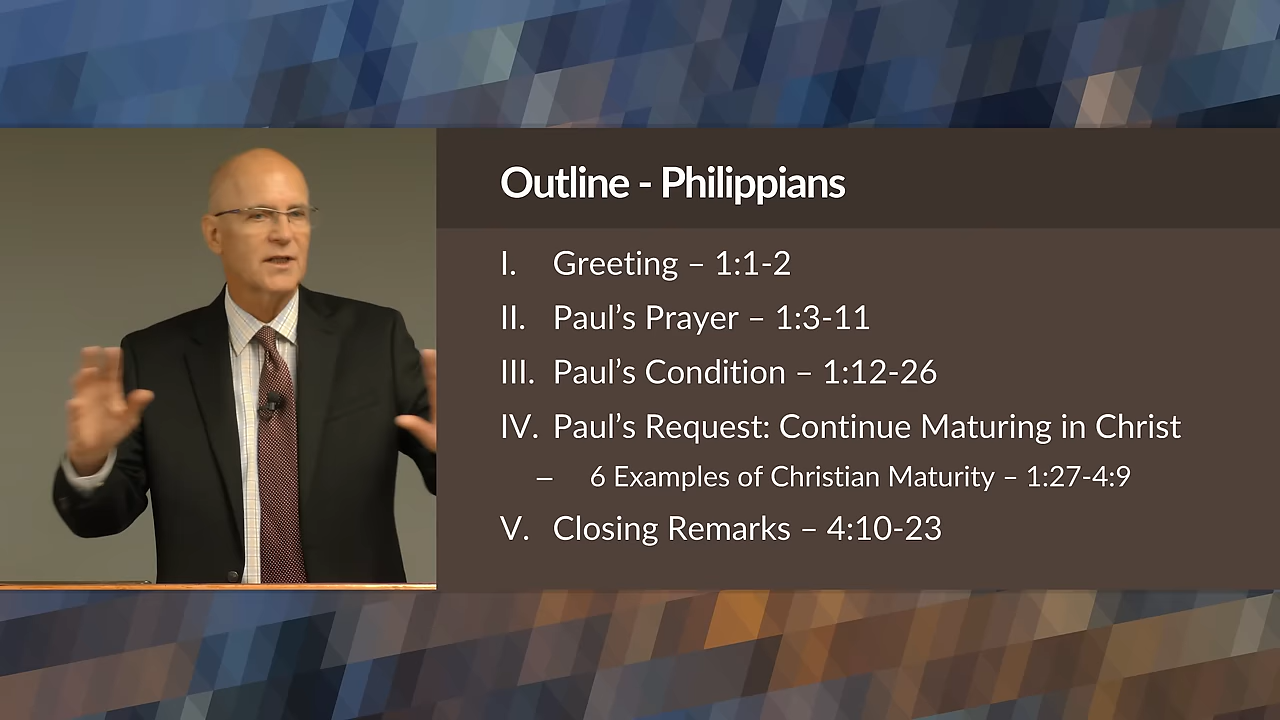 Outline - Philippians
I. Greeting – 1:1-2
II. Paul’s Prayer – 1:3-11
III. Paul’s Condition – 1:12-26
IV. Paul’s Request: Continue Maturing in Christ
– 6 Examples of Christian Maturity – 1:27-4:9
V. Closing Remarks – 4:10-23